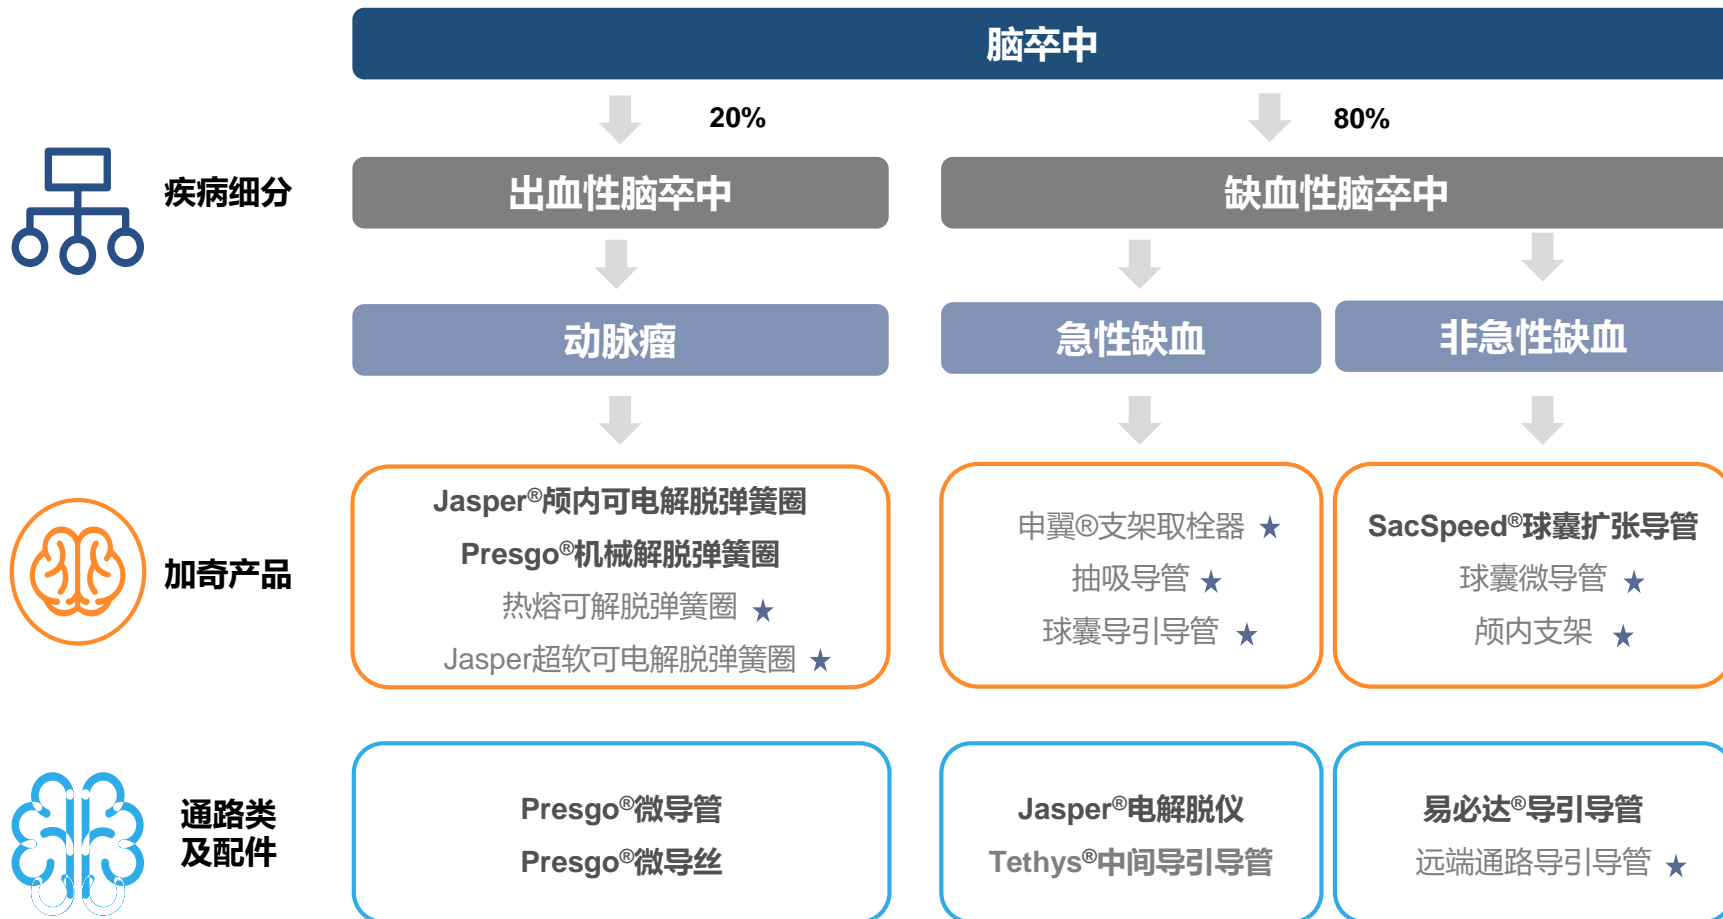 脑卒中
20%
80%
疾病细分
出血性脑卒中
缺血性脑卒中
动脉瘤
急性缺血
非急性缺血
加奇产品
Jasper®颅内可电解脱弹簧圈
Presgo®机械解脱弹簧圈
热熔可解脱弹簧圈 ★
Jasper超软可电解脱弹簧圈 ★
申翼®支架取栓器 ★
抽吸导管 ★
球囊导引导管 ★
SacSpeed®球囊扩张导管
球囊微导管 ★
颅内支架 ★
通路类
及配件
Presgo®微导管
Presgo®微导丝
Jasper®电解脱仪
Tethys®中间导引导管
易必达®导引导管
远端通路导引导管 ★